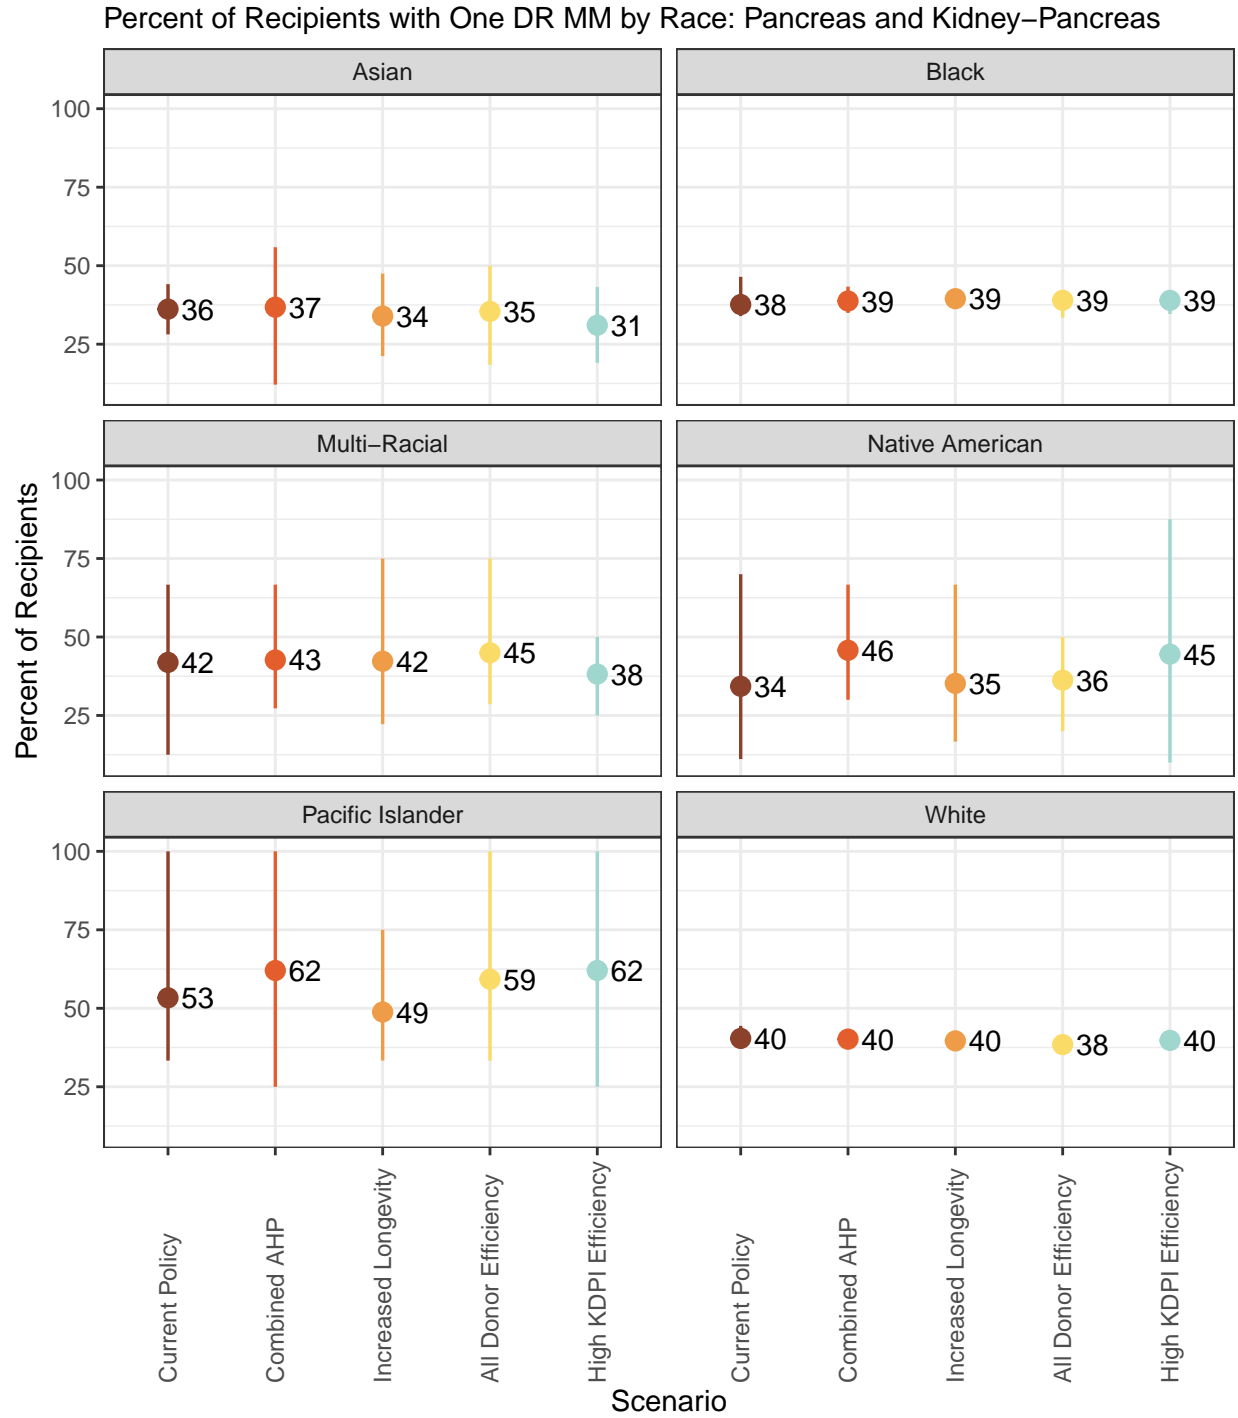 Percent of Recipients with One DR MM by Race: Pancreas and Kidney−Pancreas
Asian
Black
100
75
50
25
36
37
34
35
31
38
39
39
39
39
Multi−Racial
Native American
100
75
50
25
42
43
42
45
38
34
46
35
36
45
Pacific Islander
White
100
75
50
25
53
62
49
59
62
40
40
40
38
40
Percent of Recipients
Current Policy
Combined AHP
Increased Longevity
All Donor Efficiency
High KDPI Efficiency
Current Policy
Combined AHP
Increased Longevity
All Donor Efficiency
High KDPI Efficiency
Scenario